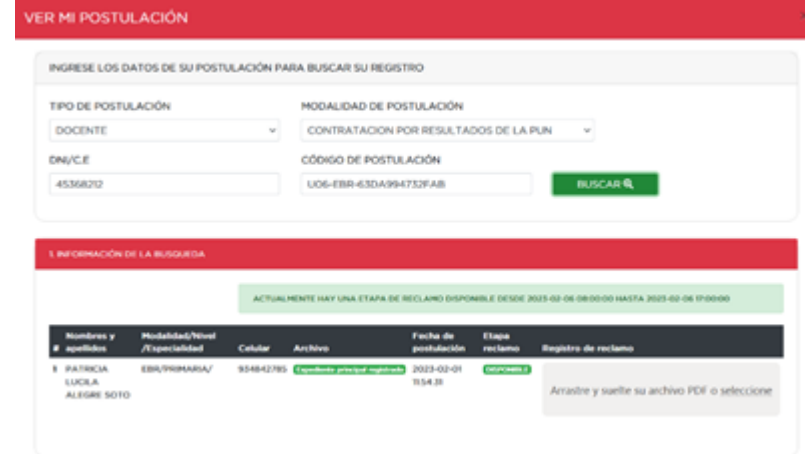 VER MI POSTULACIÓN
INGRESE LOS DATOS DE SU POSTULACIÓN PARA BUSCAR SU REGISTRO
TIPO DE POSTULACIÓN MODALIDAD DE POSTULACIÓN
DOCENTE CONTRATACION POR RESULTADOS DE LA PUN
DNI/C.E CÓDIGO DE POSTULACIÓN
45368212 U06-EBR-63DA994732FAB BUSCAR
1. INFORMACIÓN DE LA BUSQUEDA
ACTUALMENTE HAY UNA ETAPA DE RECLAMO DISPONIBLE DESDE 2023-02-06 08:00:00 HASTA 2023-02-06 17:00:00
Nombres y Modalidad/Nivel Fecha de Etapa
# apellidos /Especialidad Celular Archivo postulación reclamo Registro de reclamo
1 PATRICIA EBR/PRIMARIA/ 934842785 Expediente principal registrado 2023-02-01 DISPONIBLE
LUCILA 11:54:31 Arrastre y suelte su archivo PDF o seleccione
ALEGRE SOTO